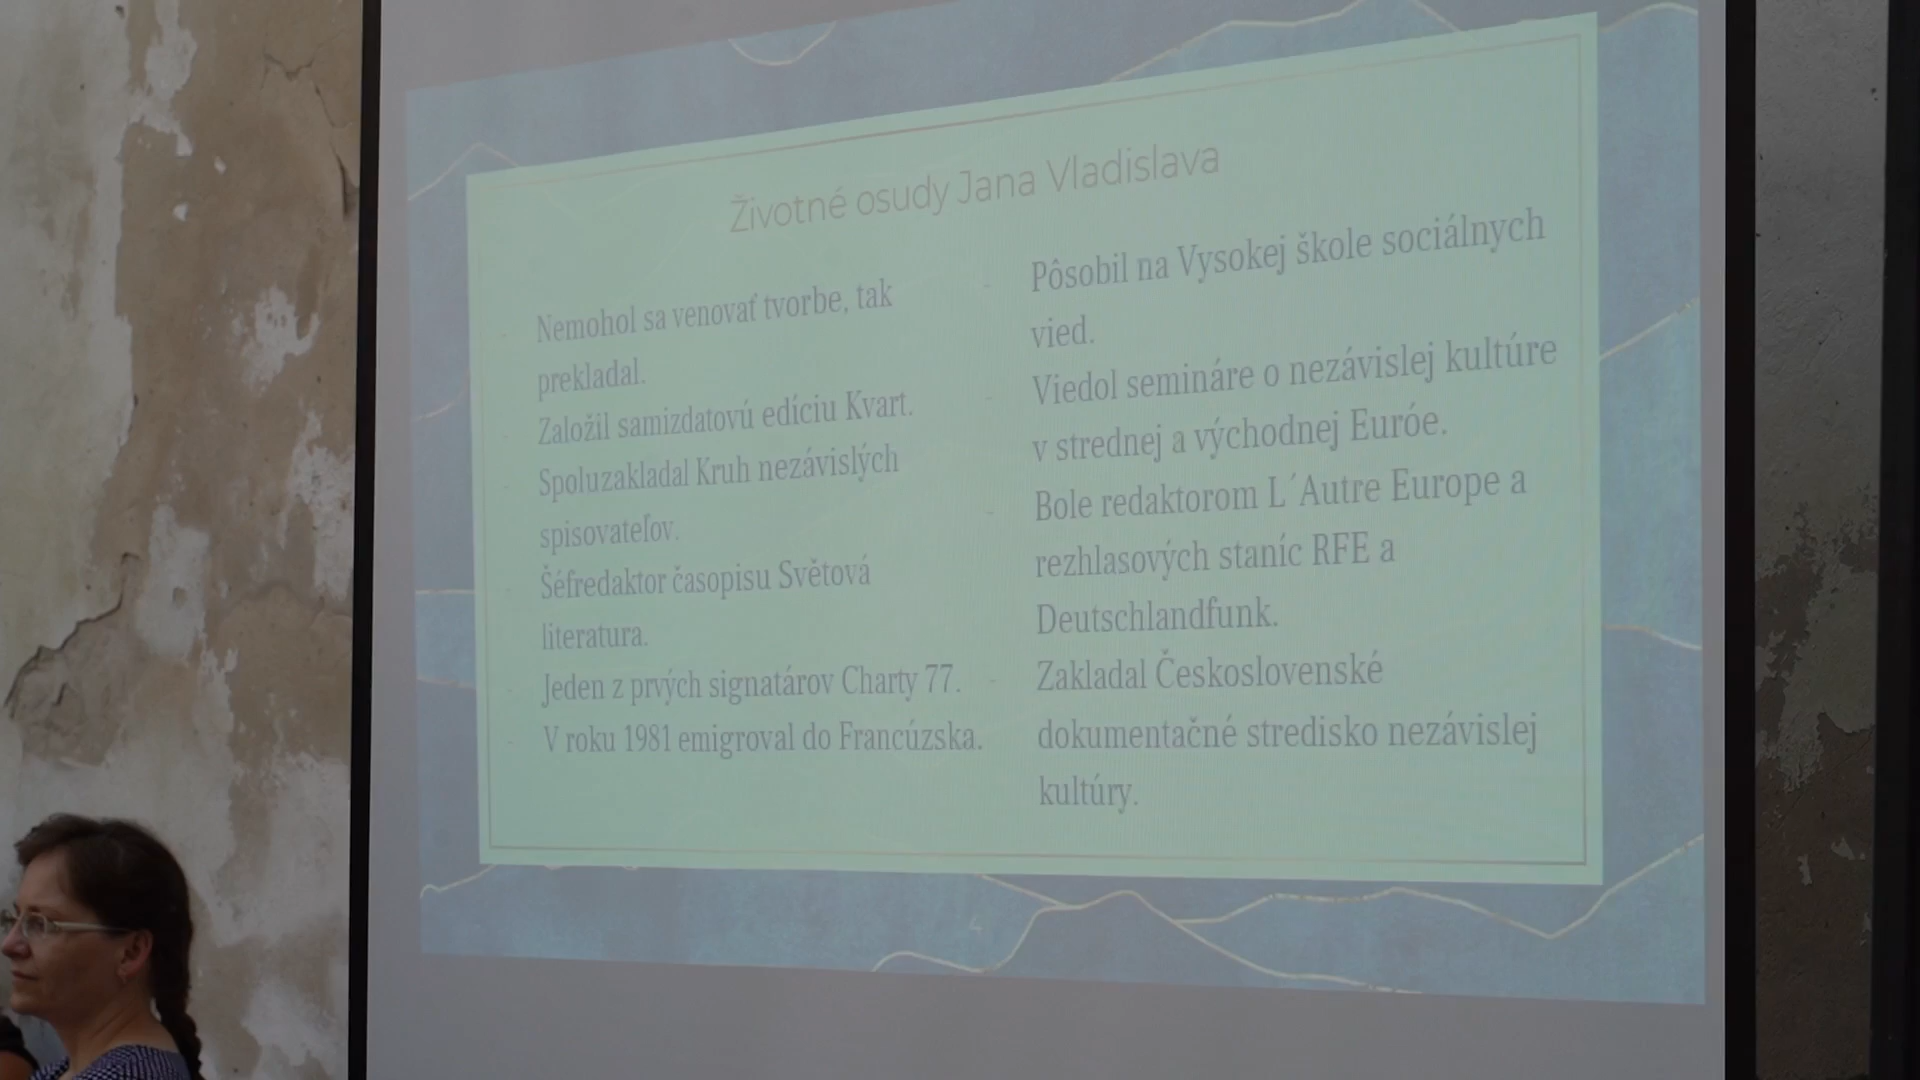 Životné osudy Jana Vladislava
- Nemohol sa venovať tvorbe, tak
prekladal.
- Založil samizdatovú edíciu Kvart.
- Spoluzakladal Kruh nezávislých
spisovateľov.
- Šéfredaktor časopisu Světová
literatura.
- Jeden z prvých signatárov Charty 77.
- V roku 1981 emigroval do Francúzska.
- Pôsobil na Vysokej škole sociálnych
vied.
- Viedol semináre o nezávislej kultúre
v strednej a východnej Euróe.
- Bole redaktorom L´Autre Europe a
rezhlasových staníc RFE a
Deutschlandfunk.
- Zakladal Československé
dokumentačné stredisko nezávislej
kultúry.